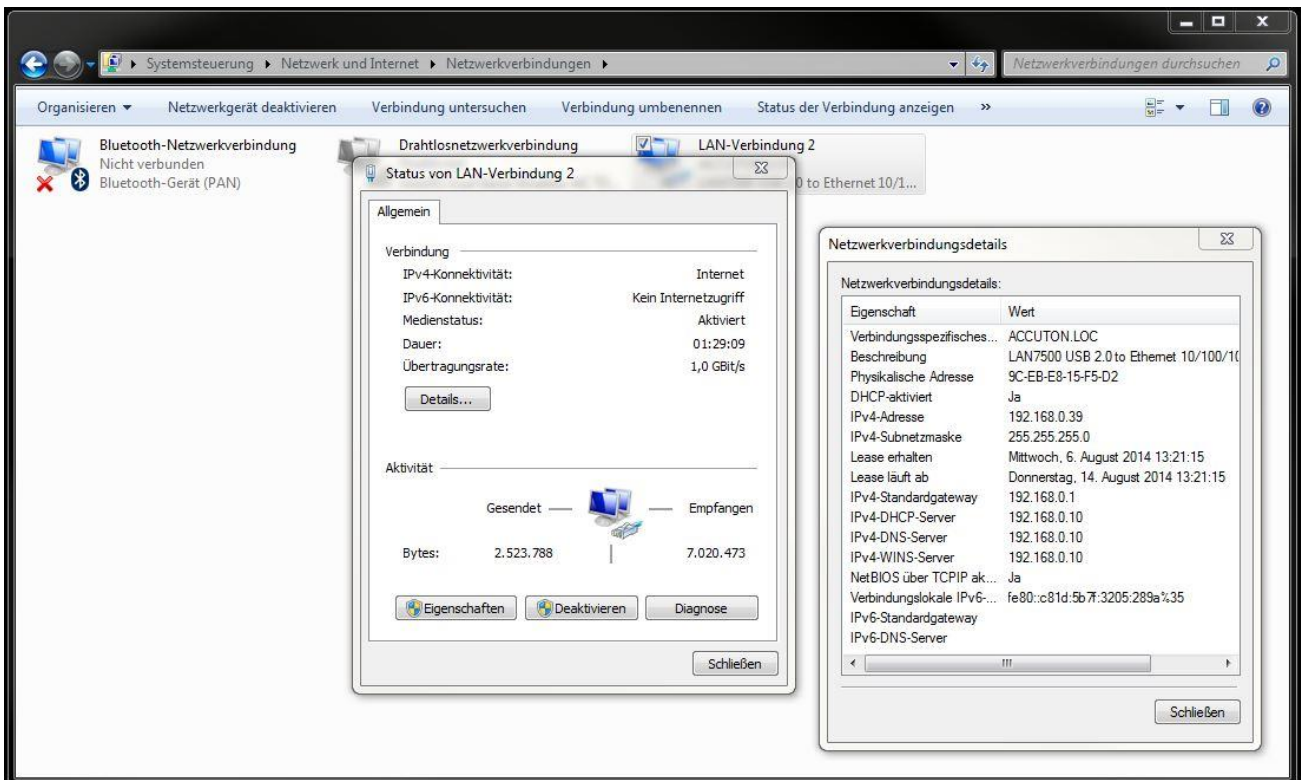 Systemsteuerung ▸ Netzwerk und Internet ▸ Netzwerkverbindungen ▸
Netzwerkverbindungen durchsuchen
Organisieren Netzwerkgerät deaktivieren Verbindung untersuchen Verbindung umbenennen Status der Verbindung anzeigen »
Bluetooth-Netzwerkverbindung
Nicht verbunden
Bluetooth-Gerät (PAN)
Drahtlosnetzwerkverbindung
LAN-Verbindung 2
to Ethernet 10/1...
Status von LAN-Verbindung 2
Allgemein
Verbindung
IPv4-Konnektivität: Internet
IPv6-Konnektivität: Kein Internetzugriff
Medienstatus: Aktiviert
Dauer: 01:29:09
Übertragungsrate: 1,0 GBit/s
Details...
Aktivität
Gesendet Empfangen
Bytes: 2.523.788 7.020.473
Eigenschaften Deaktivieren Diagnose
Schließen
Netzwerkverbindungsdetails
Netzwerkverbindungsdetails:
Eigenschaft Wert
Verbindungsspezifisches... ACCUTON.LOC
Beschreibung LAN7500 USB 2.0 to Ethernet 10/100/10
Physikalische Adresse 9C-EB-E8-15-F5-D2
DHCP-aktiviert Ja
IPv4-Adresse 192.168.0.39
IPv4-Subnetzmaske 255.255.255.0
Lease erhalten Mittwoch, 6. August 2014 13:21:15
Lease läuft ab Donnerstag, 14. August 2014 13:21:15
IPv4-Standardgateway 192.168.0.1
IPv4-DHCP-Server 192.168.0.10
IPv4-DNS-Server 192.168.0.10
IPv4-WINS-Server 192.168.0.10
NetBIOS über TCPIP ak... Ja
Verbindungslokale IPv6-... fe80::c81d:5b7f:3205:289a%35
IPv6-Standardgateway
IPv6-DNS-Server
Schließen